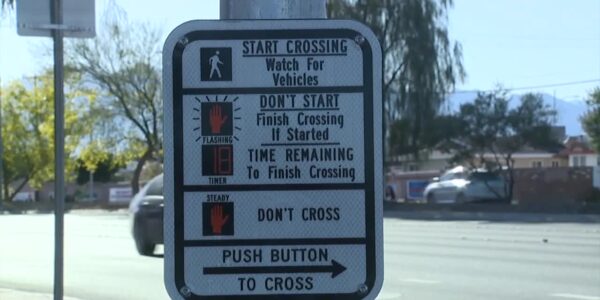 START CROSSING
Watch For
Vehicles
DON'T START
Finish Crossing
If Started
FLASHING
18
TIME REMAINING
To Finish Crossing
TIMER
STEADY
DON'T CROSS
PUSH BUTTON
TO CROSS